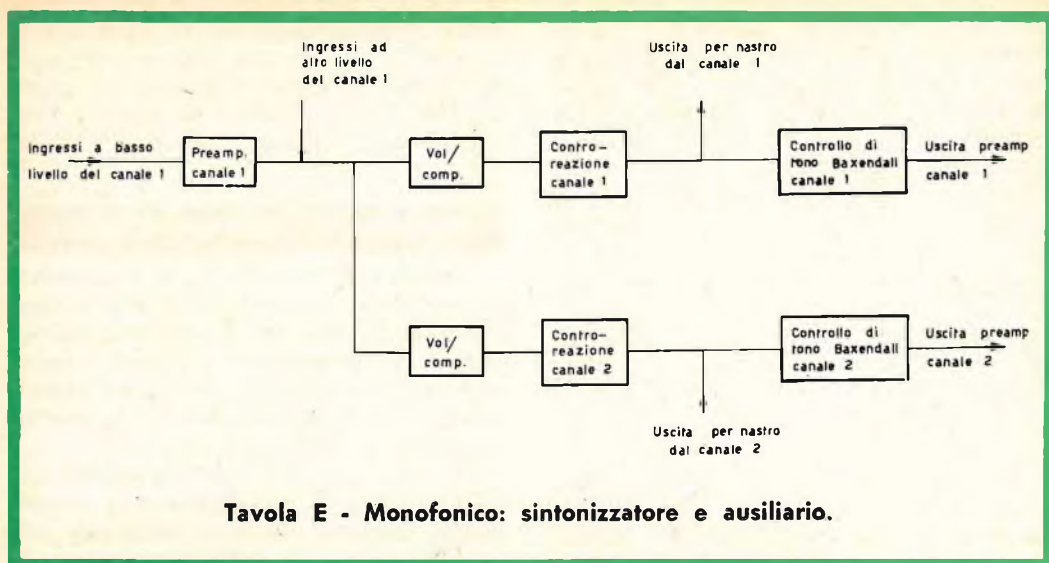 Ingressi ad
alto livello
del canale 1
Uscita per nastro
dal canale 1
Ingressi a basso
livello del canale 1
Preamp.
canale 1
Vol/
comp.
Contro-
reazione
canale 1
Controllo di
tono Baxendall
canale 1
Uscita preamp
canale 1
Vol/
comp.
Contro-
reazione
canale 2
Controllo di
tono Baxendall
canale 2
Uscita preamp
canale 2
Uscita per nastro
dal canale 2
Tavola E - Monofonico: sintonizzatore e ausiliario.